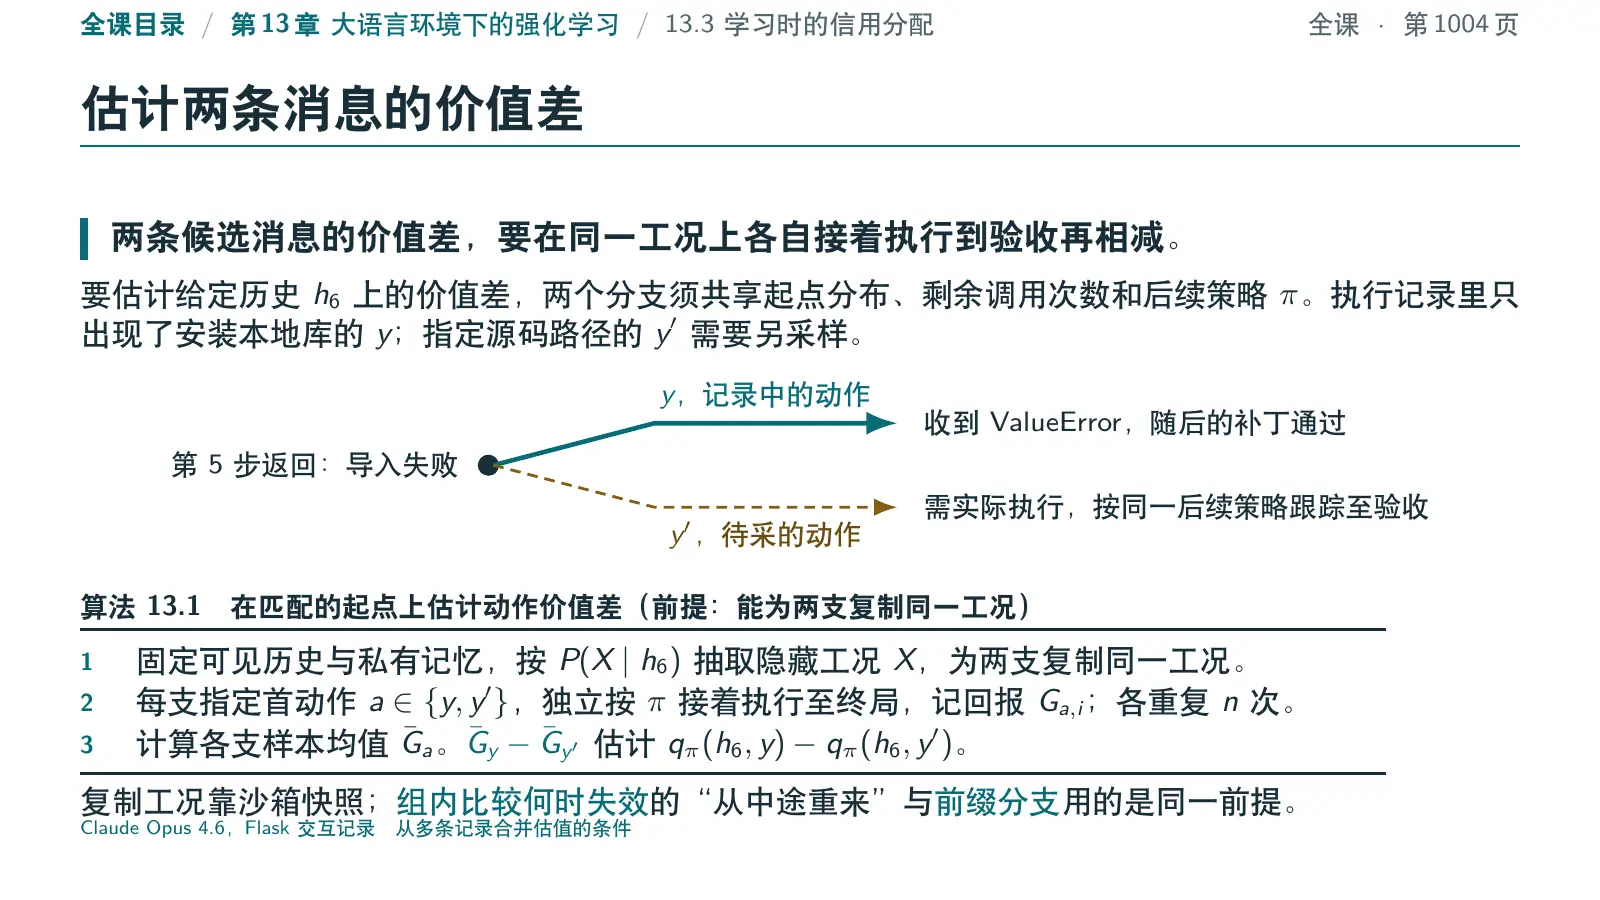 全课目录 / 第 13 章 大语言环境下的强化学习 / 13.3 学习时的信用分配
全课 · 第 1004 页
估计两条消息的价值差
两条候选消息的价值差，要在同一工况上各自接着执行到验收再相减。
要估计给定历史 h₆ 上的价值差，两个分支须共享起点分布、剩余调用次数和后续策略 π。执行记录里只
出现了安装本地库的 y；指定源码路径的 y′ 需要另采样。
y，记录中的动作
收到 ValueError，随后的补丁通过
第 5 步返回：导入失败
需实际执行，按同一后续策略跟踪至验收
y′，待采的动作
算法 13.1 在匹配的起点上估计动作价值差（前提：能为两支复制同一工况）
1 固定可见历史与私有记忆，按 P(X | h₆) 抽取隐藏工况 X，为两支复制同一工况。
2 每支指定首动作 a ∈ {y, y′}，独立按 π 接着执行至终局，记回报 G_{a,i}；各重复 n 次。
3 计算各支样本均值 Ḡ_a。Ḡ_y − Ḡ_{y′} 估计 q_π(h₆, y) − q_π(h₆, y′)。
复制工况靠沙箱快照；组内比较何时失效的“从中途重来”与前缀分支用的是同一前提。
Claude Opus 4.6，Flask 交互记录 从多条记录合并估值的条件